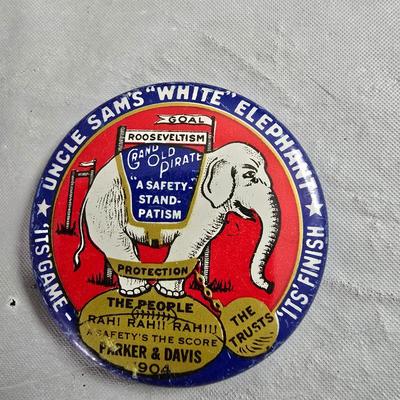 UNCLE SAM'S "WHITE" ELEPHANT
GOAL
ROOSEVELTISM
GRAND
OLD
PIRATE
"A SAFETY-
STAND-
PATISM
PROTECTION
THE PEOPLE
RAH! RAH!! RAH!!!
A SAFETY'S THE SCORE
PARKER & DAVIS
1904
THE
TRUSTS
'ITS' GAME-
'ITS' FINISH